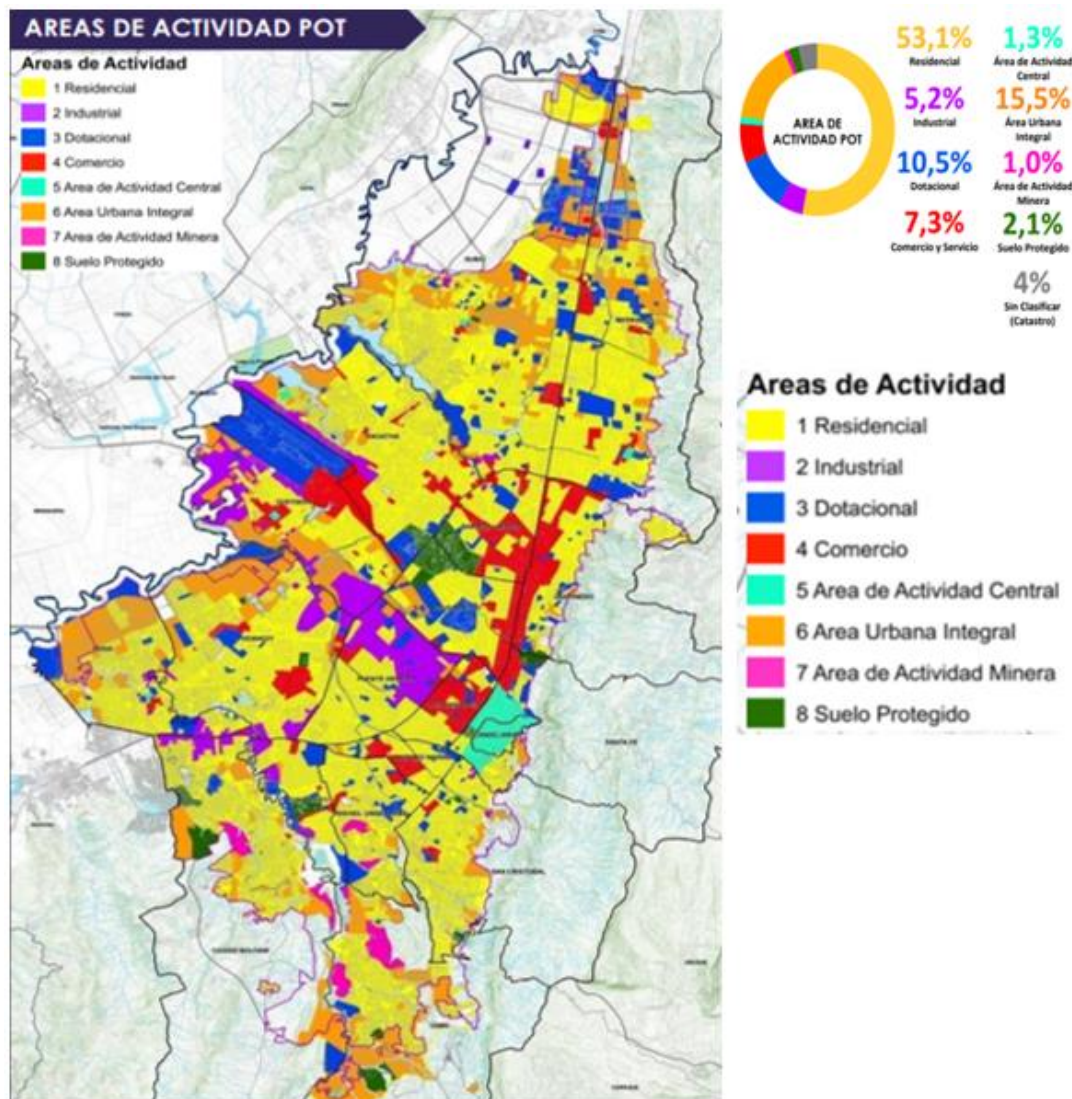 AREAS DE ACTIVIDAD POT
Areas de Actividad
1 Residencial
2 Industrial
3 Dotacional
4 Comercio
5 Area de Actividad Central
6 Area Urbana Integral
7 Area de Actividad Minera
8 Suelo Protegido
AREA DE
ACTIVIDAD POT
53,1%
Residencial
1,3%
Área de Actividad
Central
5,2%
Industrial
15,5%
Área Urbana
Integral
10,5%
Dotacional
1,0%
Área de Actividad
Minera
7,3%
Comercio y Servicio
2,1%
Suelo Protegido
4%
Sin Clasificar
(Catastro)
Areas de Actividad
1 Residencial
2 Industrial
3 Dotacional
4 Comercio
5 Area de Actividad Central
6 Area Urbana Integral
7 Area de Actividad Minera
8 Suelo Protegido
SAN CRISTOBAL
CIUDAD BOLIVAR